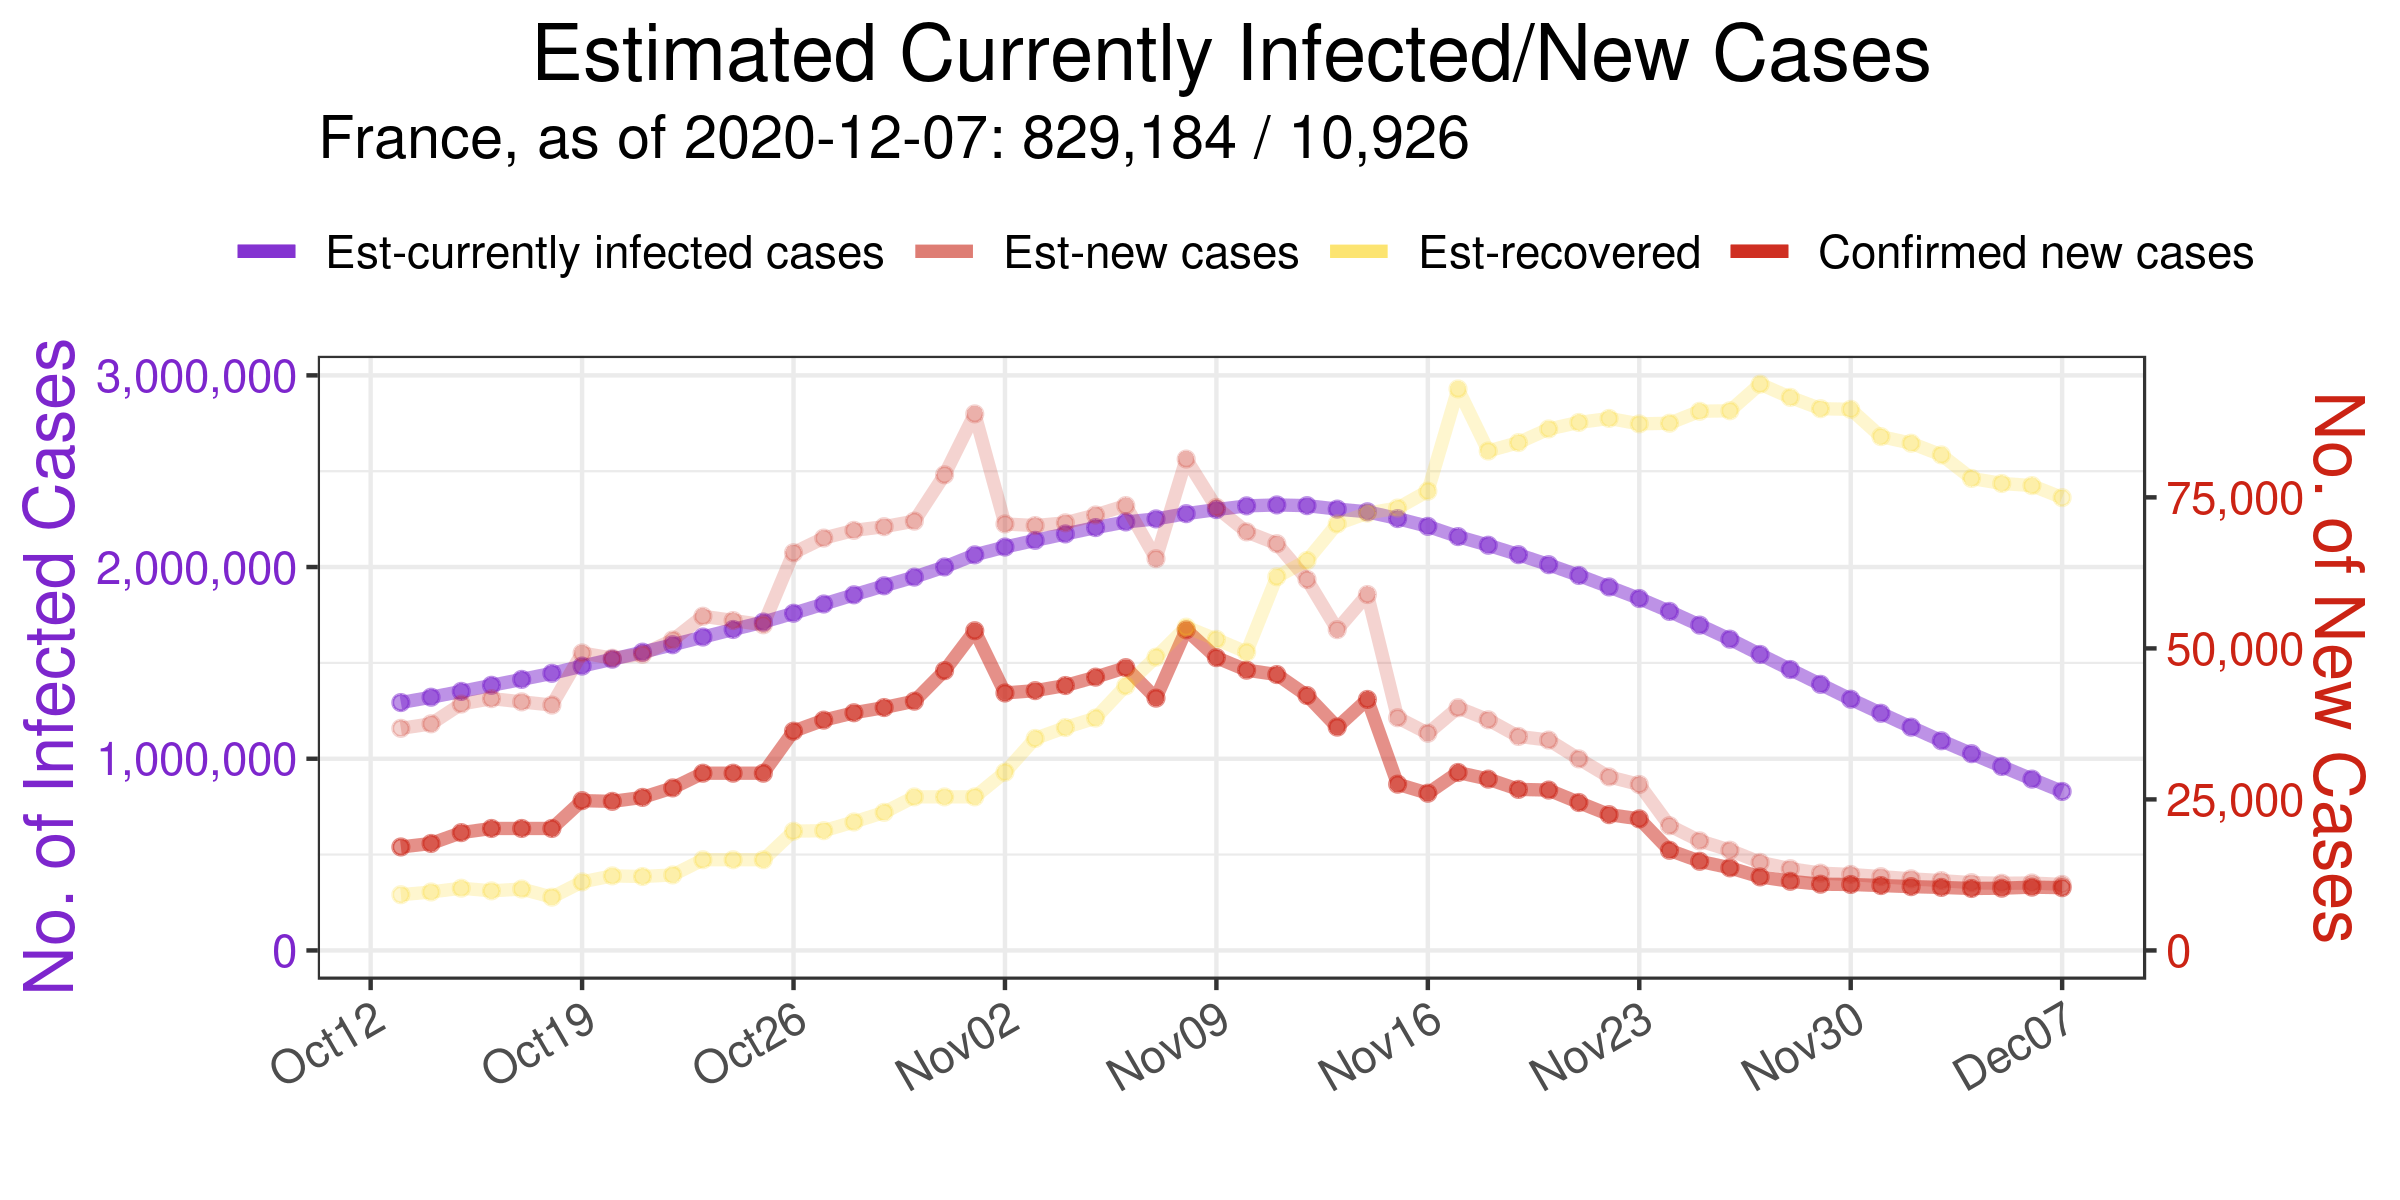 Estimated Currently Infected/New Cases
France, as of 2020-12-07: 829,184 / 10,926
Est-currently infected cases Est-new cases Est-recovered Confirmed new cases
No. of Infected Cases
3,000,000
2,000,000
1,000,000
0
75,000
50,000
25,000
0
No. of New Cases
Oct12 Oct19 Oct26 Nov02 Nov09 Nov16 Nov23 Nov30 Dec07